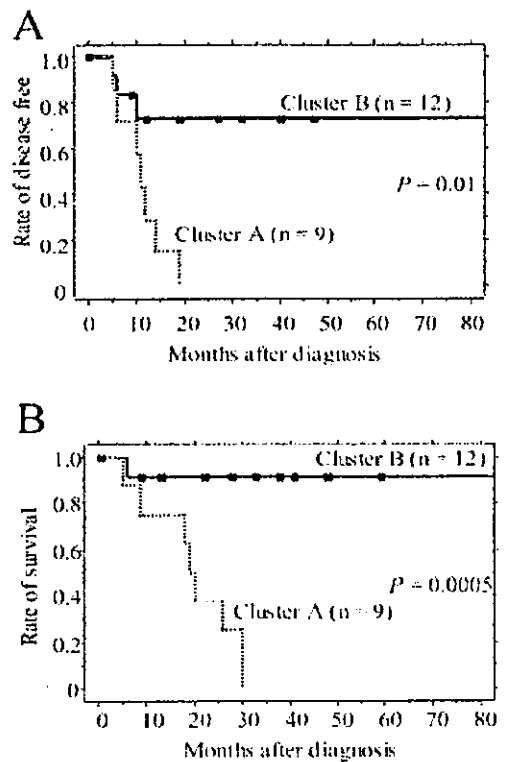 A
Rate of disease free
1.0
0.8
0.6
0.4
0.2
0
Cluster B (n = 12)
P = 0.01
Cluster A (n = 9)
0 10 20 30 40 50 60 70 80
Months after diagnosis
B
Rate of survival
1.0
0.8
0.6
0.4
0.2
0
Cluster B (n = 12)
P = 0.0005
Cluster A (n = 9)
0 10 20 30 40 50 60 70 80
Months after diagnosis